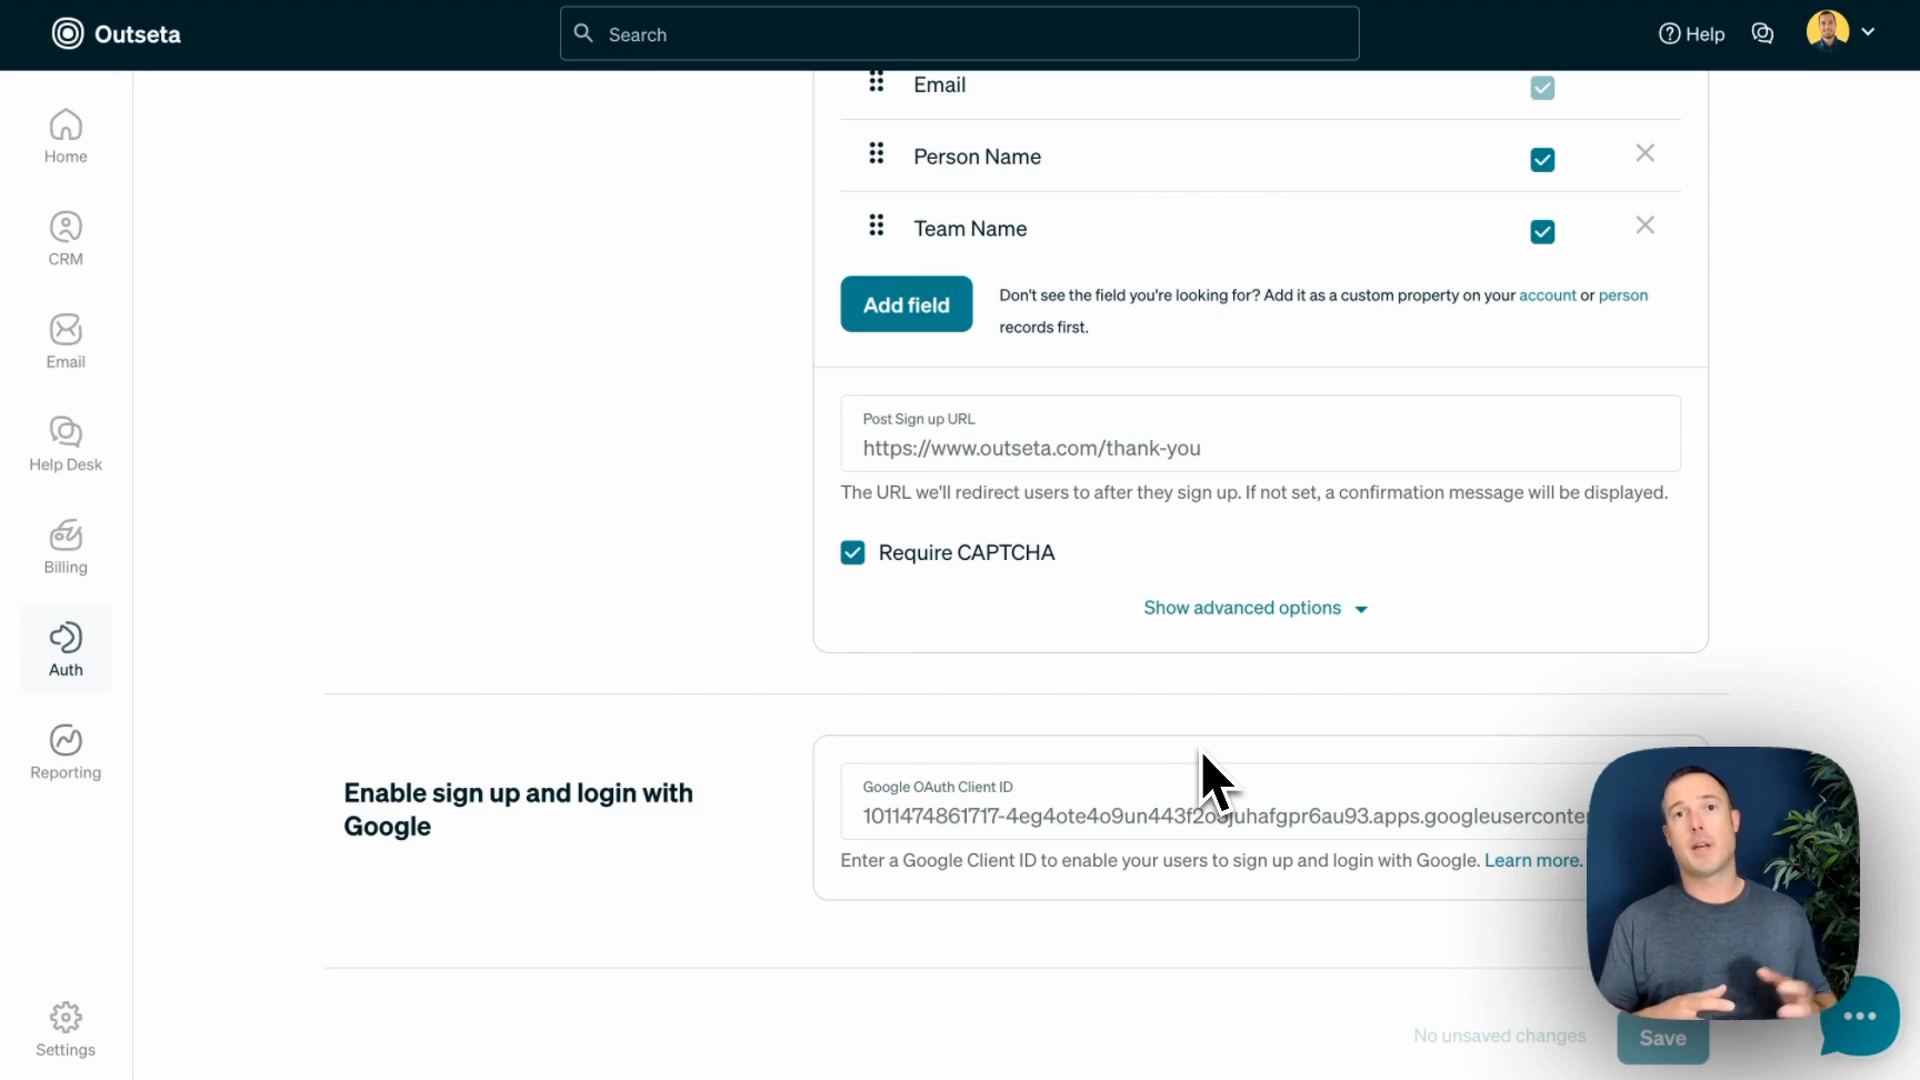 Outseta
Search
Help
Home
CRM
Email
Help Desk
Billing
Auth
Reporting
Settings
Email
Person Name
Team Name
Add field
Don't see the field you're looking for? Add it as a custom property on your account or person
records first.
Post Sign up URL
https://www.outseta.com/thank-you
The URL we'll redirect users to after they sign up. If not set, a confirmation message will be displayed.
Require CAPTCHA
Show advanced options
Enable sign up and login with
Google
Google OAuth Client ID
Enter a Google Client ID to enable your users to sign up and login with Google. Learn more.
No unsaved changes
Save